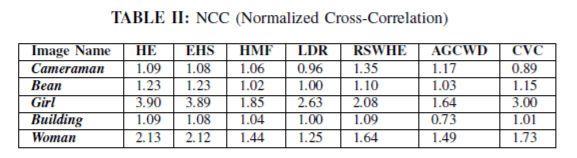 TABLE II: NCC (Normalized Cross-Correlation)
Image Name HE EHS HMF LDR RSWHE AGCWD CVC
Cameraman 1.09 1.08 1.06 0.96 1.35 1.17 0.89
Bean 1.23 1.23 1.02 1.00 1.10 1.03 1.15
Girl 3.90 3.89 1.85 2.63 2.08 1.64 3.00
Building 1.09 1.08 1.04 1.00 1.09 0.73 1.01
Woman 2.13 2.12 1.44 1.25 1.64 1.49 1.73